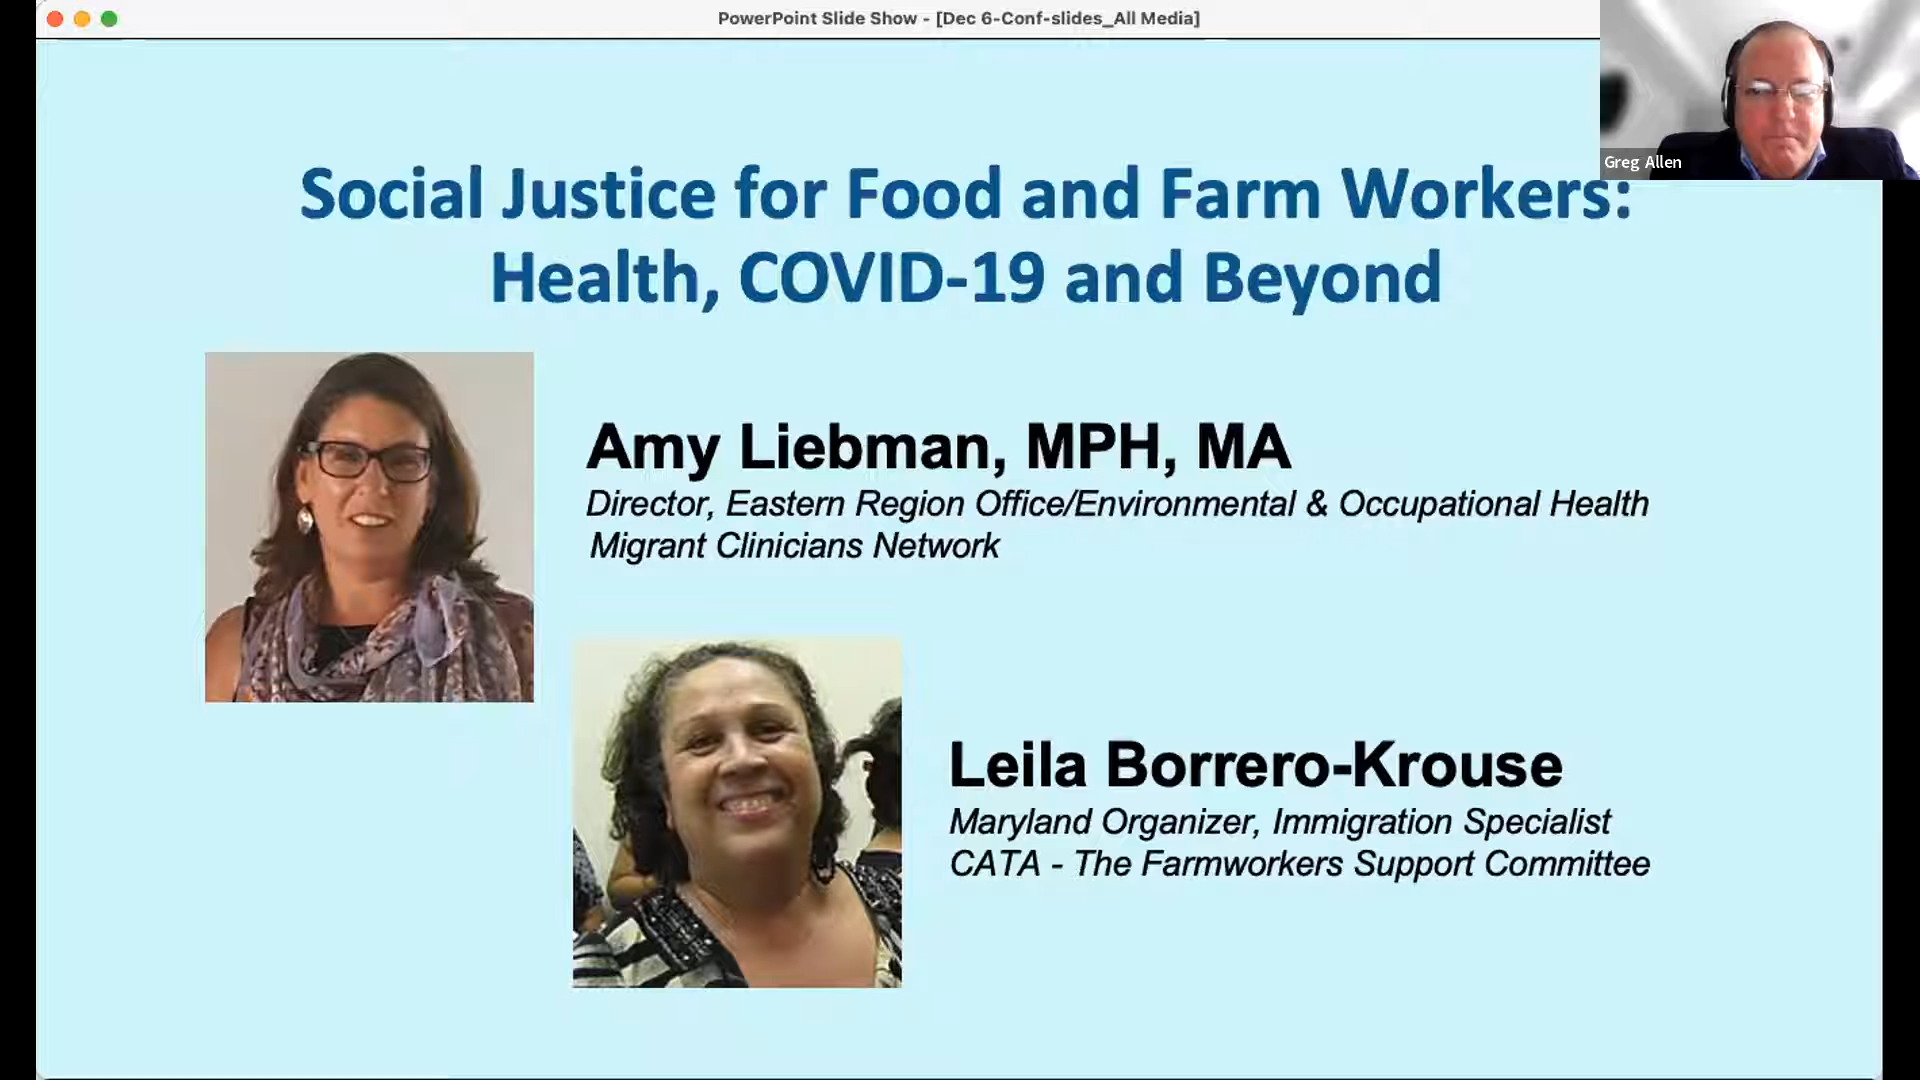 PowerPoint Slide Show - [Dec 6-Conf-slides_All Media]
Greg Allen
Social Justice for Food and Farm Workers:
Health, COVID-19 and Beyond
Amy Liebman, MPH, MA
Director, Eastern Region Office/Environmental & Occupational Health
Migrant Clinicians Network
Leila Borrero-Krouse
Maryland Organizer, Immigration Specialist
CATA - The Farmworkers Support Committee